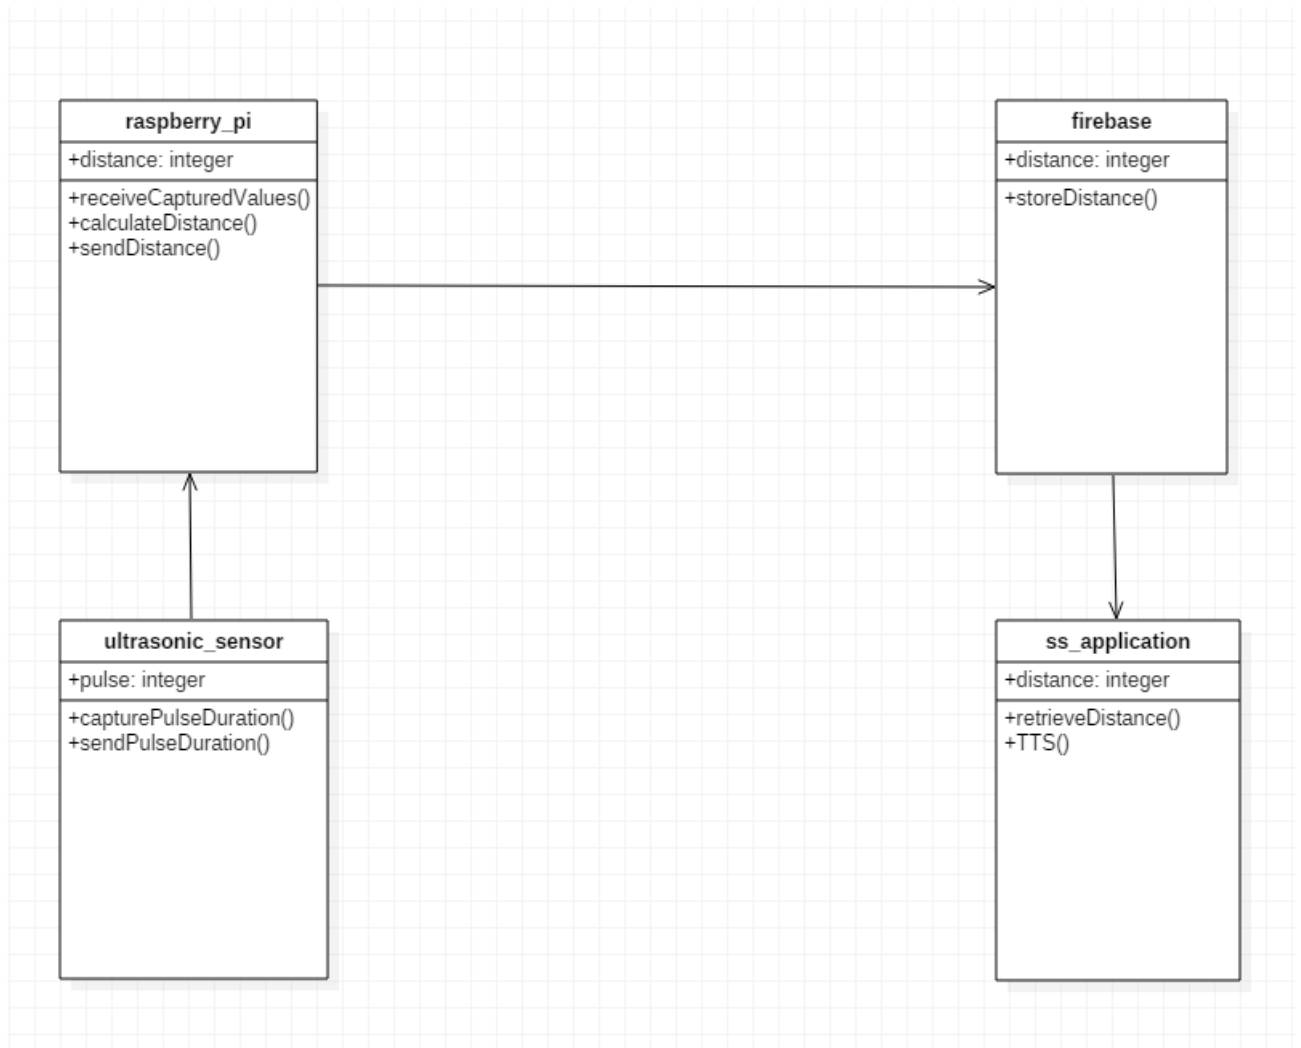 raspberry_pi
+distance: integer
+receiveCapturedValues()
+calculateDistance()
+sendDistance()
firebase
+distance: integer
+storeDistance()
ultrasonic_sensor
+pulse: integer
+capturePulseDuration()
+sendPulseDuration()
ss_application
+distance: integer
+retrieveDistance()
+TTS()